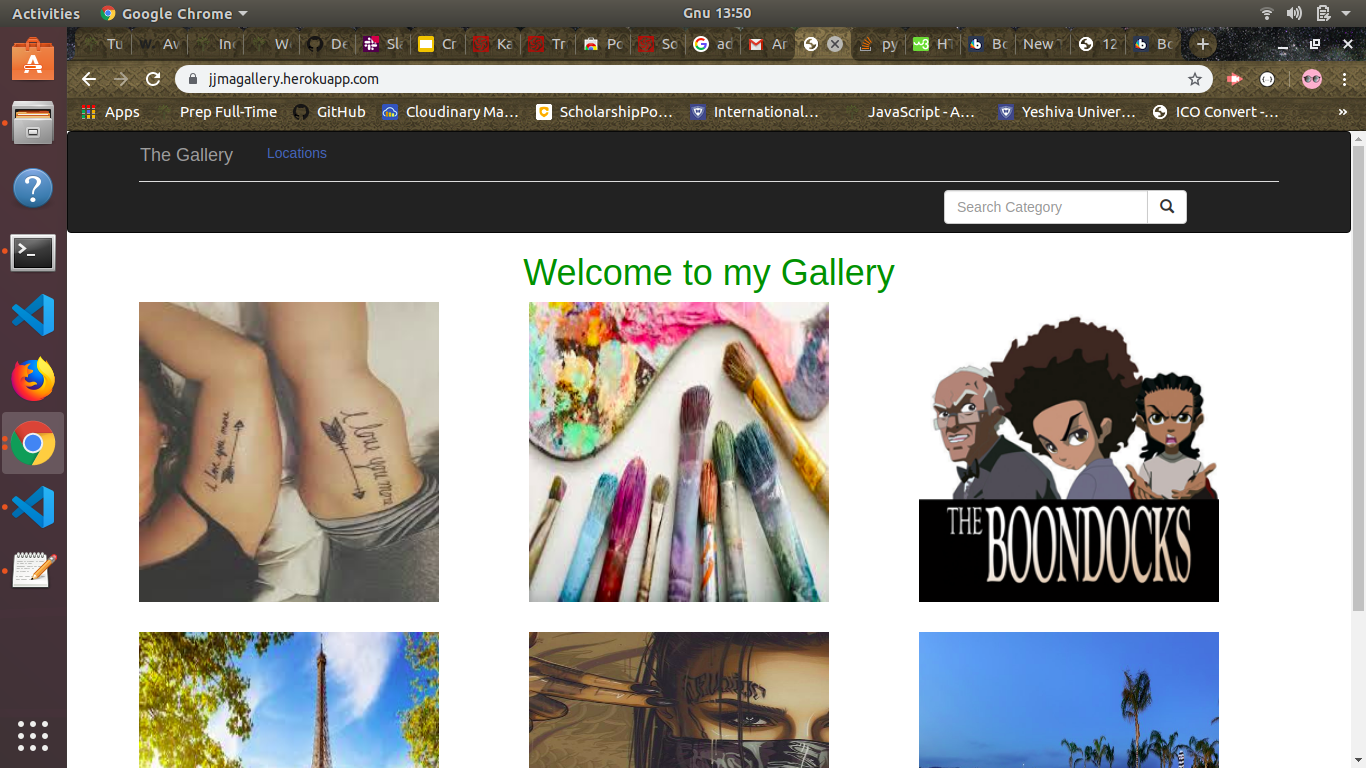 Activities Google Chrome Gnu 13:50
Tu Av In W De Sla Cr Ka Tr Po So ad Ar py HT Bo New T 12 Bo
jjmagallery.herokuapp.com
Apps Prep Full-Time GitHub Cloudinary Ma... ScholarshipPo... International... JavaScript - A... Yeshiva Univer... ICO Convert -... »
The Gallery Locations
Search Category
Welcome to my Gallery
i love you more
I love you more
THE BOONDOCKS